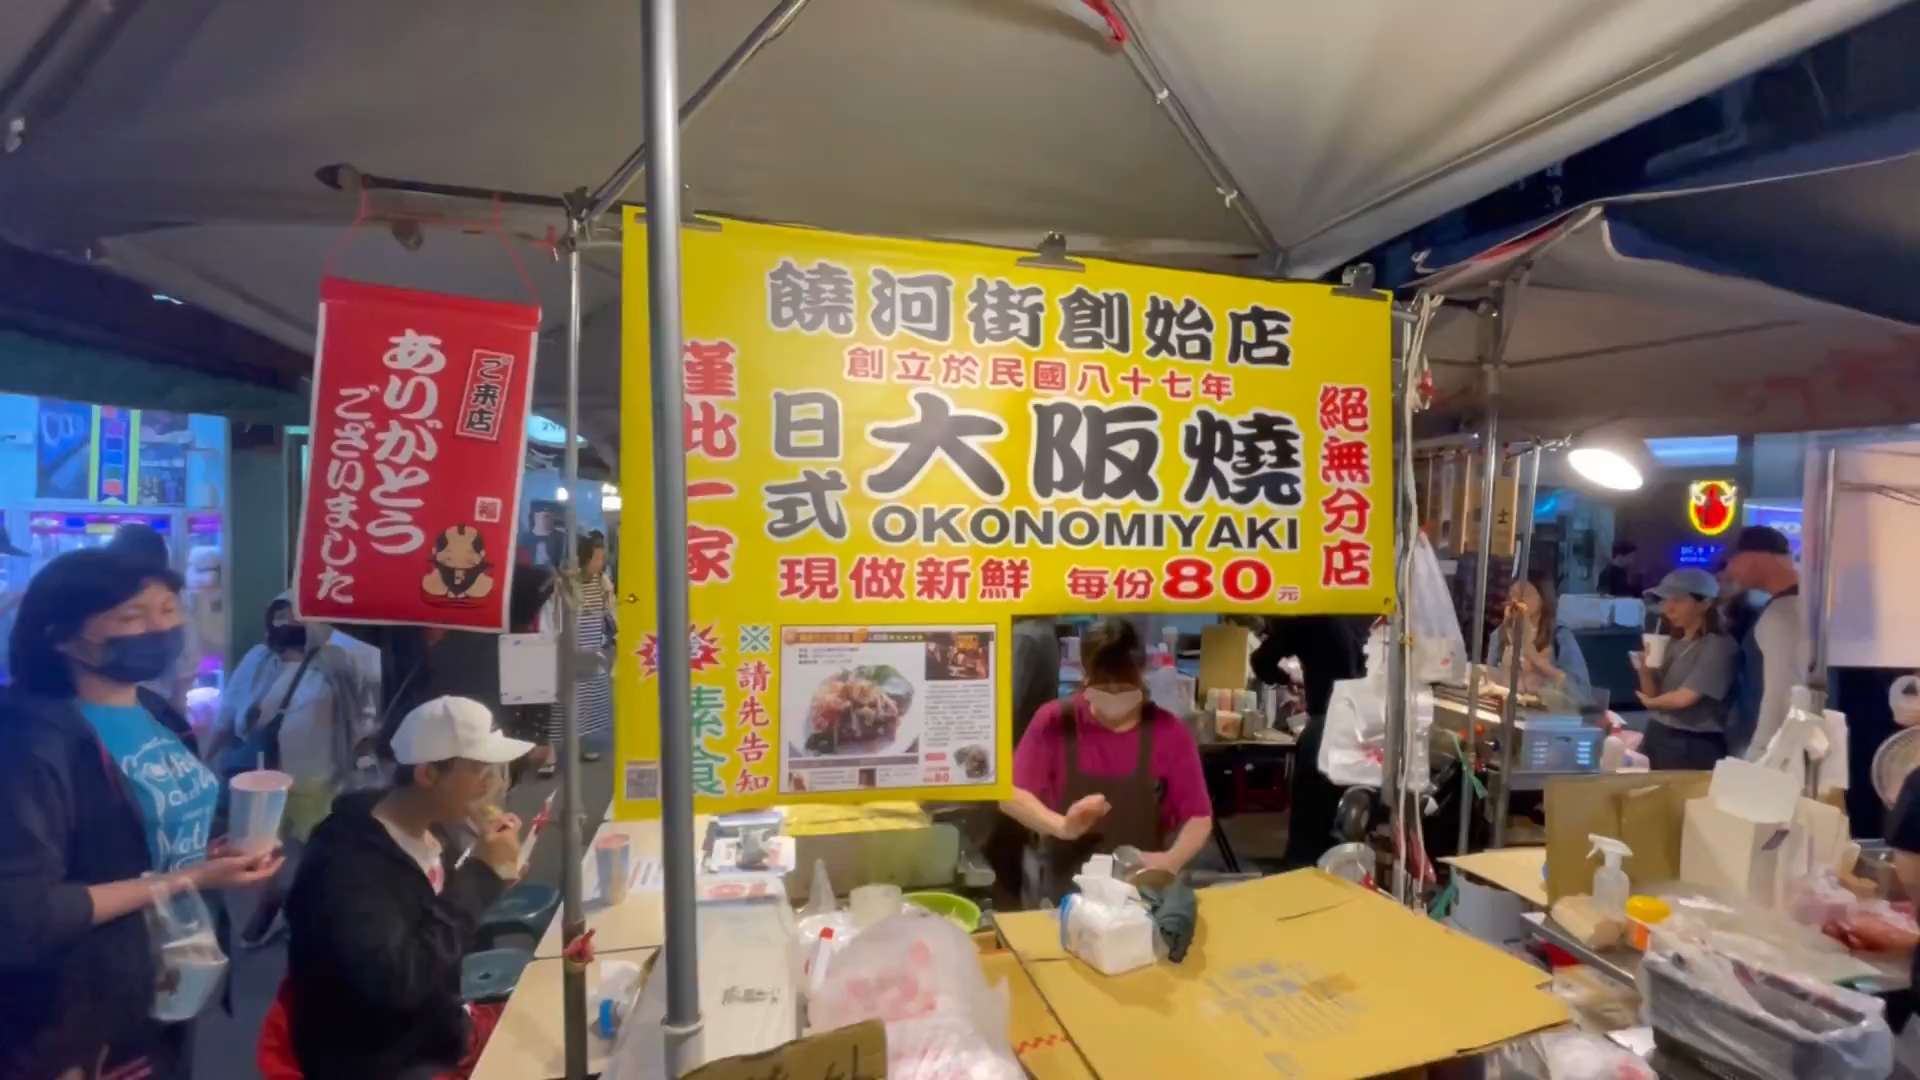 ご来店
ありがとう
ございました
福
饒河街創始店
創立於民國八十七年
僅此一家
日式
大阪燒
OKONOMIYAKI
絕無分店
現做新鮮 每份80元
※請先告知
素食
80